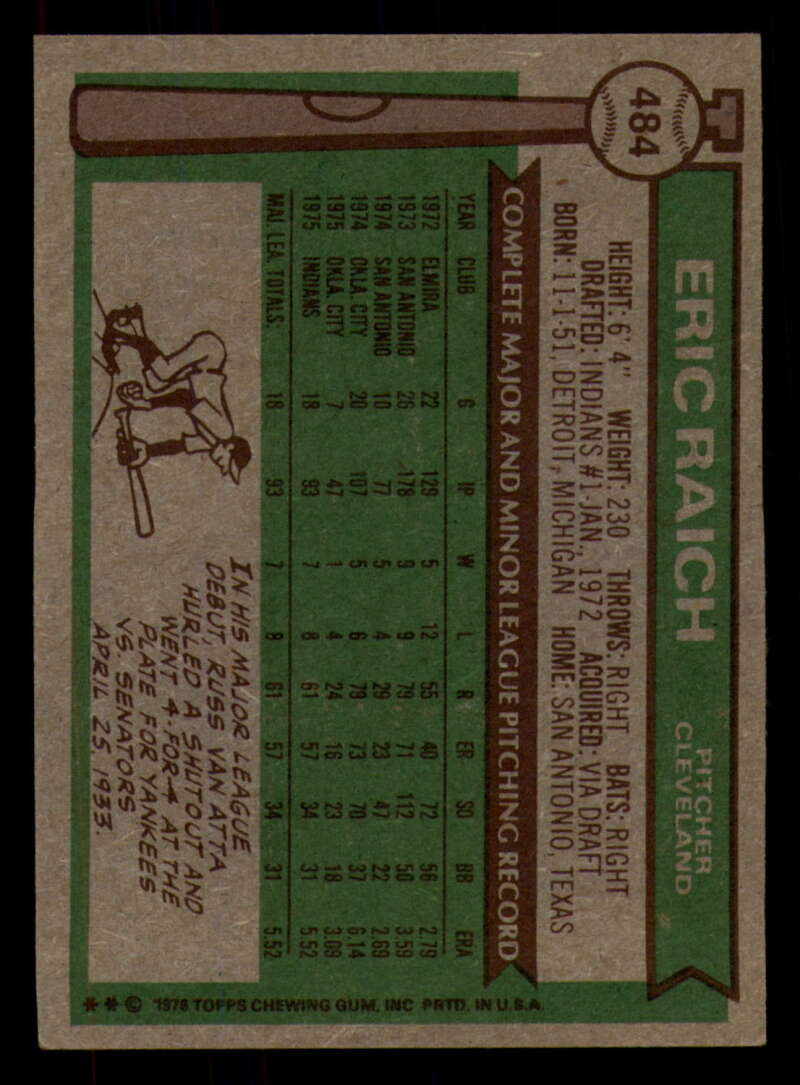 484
ERIC RAICH
PITCHER
CLEVELAND
HEIGHT: 6' 4" WEIGHT: 230 THROWS: RIGHT BATS: RIGHT
DRAFTED: INDIANS #1-JAN., 1972 ACQUIRED: VIA DRAFT
BORN: 11-1-51, DETROIT, MICHIGAN HOME: SAN ANTONIO, TEXAS
COMPLETE MAJOR AND MINOR LEAGUE PITCHING RECORD
YEAR CLUB G IP W L R ER SO BB ERA
1972 ELMIRA 22 129 5 12 55 40 72 56 2.79
1973 SAN ANTONIO 26 178 9 9 79 71 112 50 3.59
1974 SAN ANTONIO 10 77 5 4 29 23 47 22 2.69
1974 OKLA. CITY 20 107 5 6 79 73 70 37 6.14
1975 OKLA. CITY 7 47 1 4 24 16 23 18 3.09
1975 INDIANS 18 93 7 8 61 57 34 31 5.52
MAJ. LEA. TOTALS. 18 93 7 8 61 57 34 31 5.52
IN HIS MAJOR LEAGUE
DEBUT, RUSS VAN ATTA
HURLED A SHUTOUT AND
WENT 4-FOR-4 AT THE
PLATE FOR YANKEES
VS. SENATORS
APRIL 25, 1933.
** © 1976 TOPPS CHEWING GUM, INC PRTD. IN U.S.A.